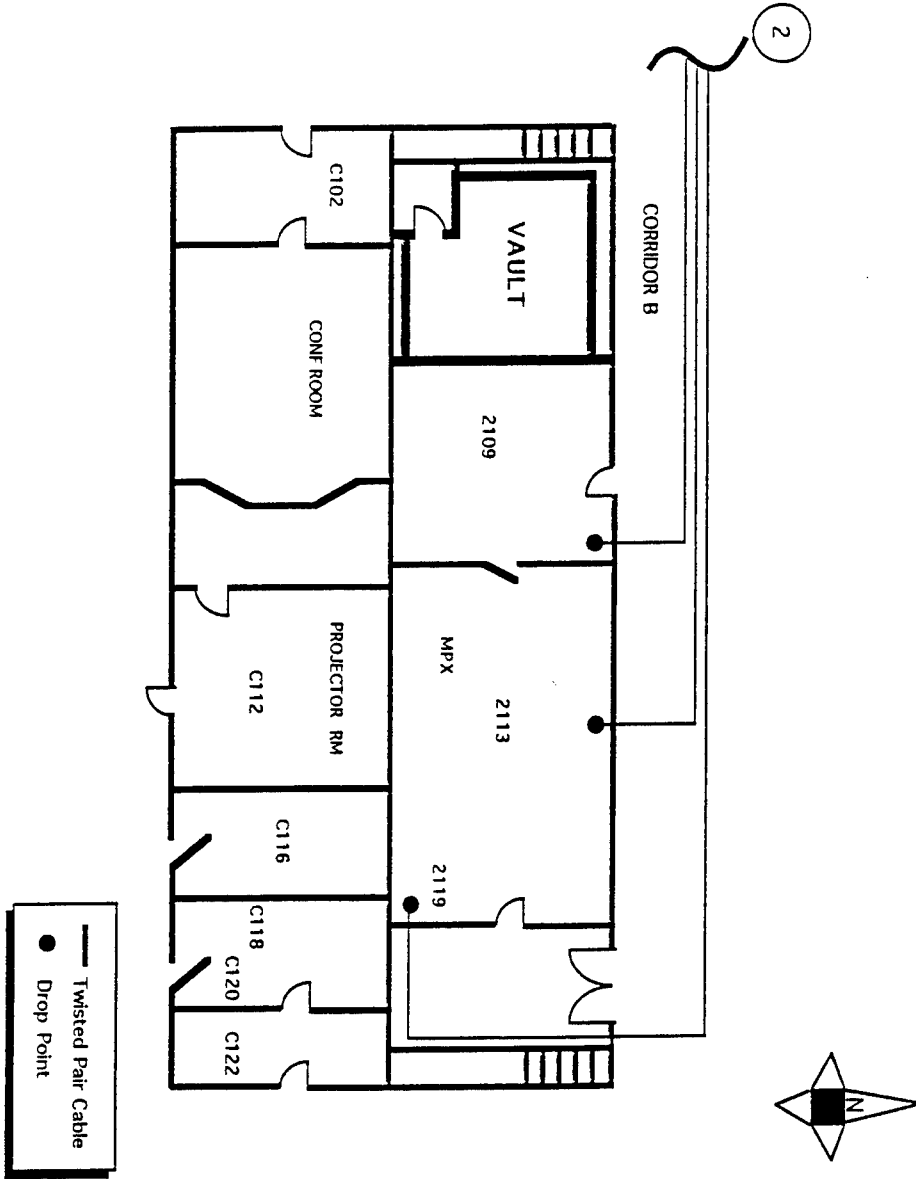 2
CORRIDOR B
VAULT
C102
CONF ROOM
2109
MPX
2113
2119
PROJECTOR RM
C112
C116
C118
C120
C122
N
Twisted Pair Cable
Drop Point